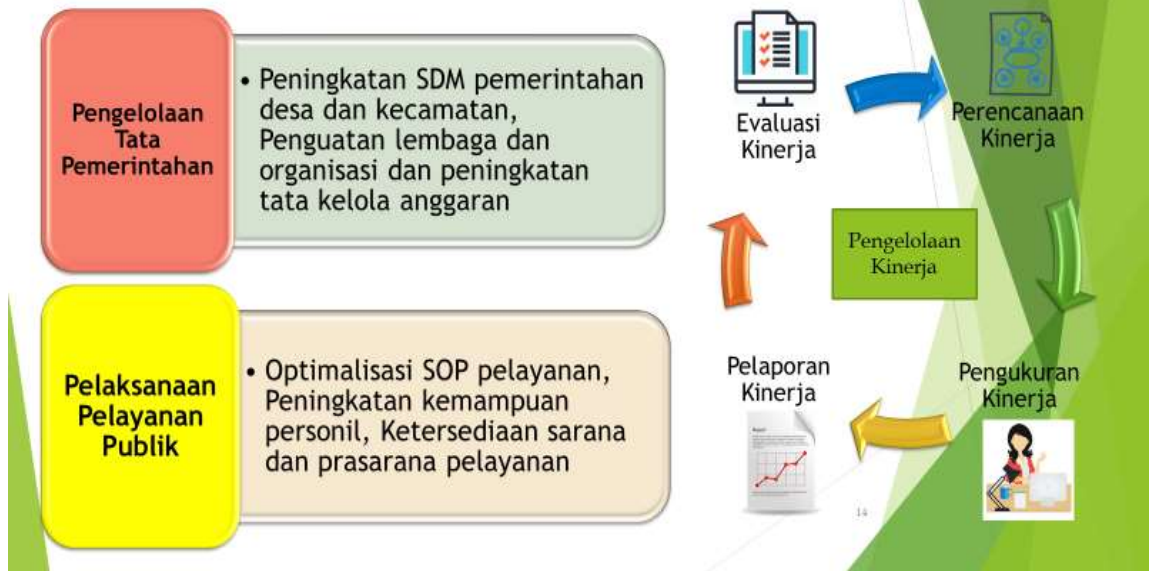 Pengelolaan
Tata
Pemerintahan
• Peningkatan SDM pemerintahan
desa dan kecamatan,
Penguatan lembaga dan
organisasi dan peningkatan
tata kelola anggaran
Pelaksanaan
Pelayanan
Publik
• Optimalisasi SOP pelayanan,
Peningkatan kemampuan
personil, Ketersediaan sarana
dan prasarana pelayanan
Evaluasi
Kinerja
Perencanaan
Kinerja
Pengelolaan
Kinerja
Pelaporan
Kinerja
Pengukuran
Kinerja
14